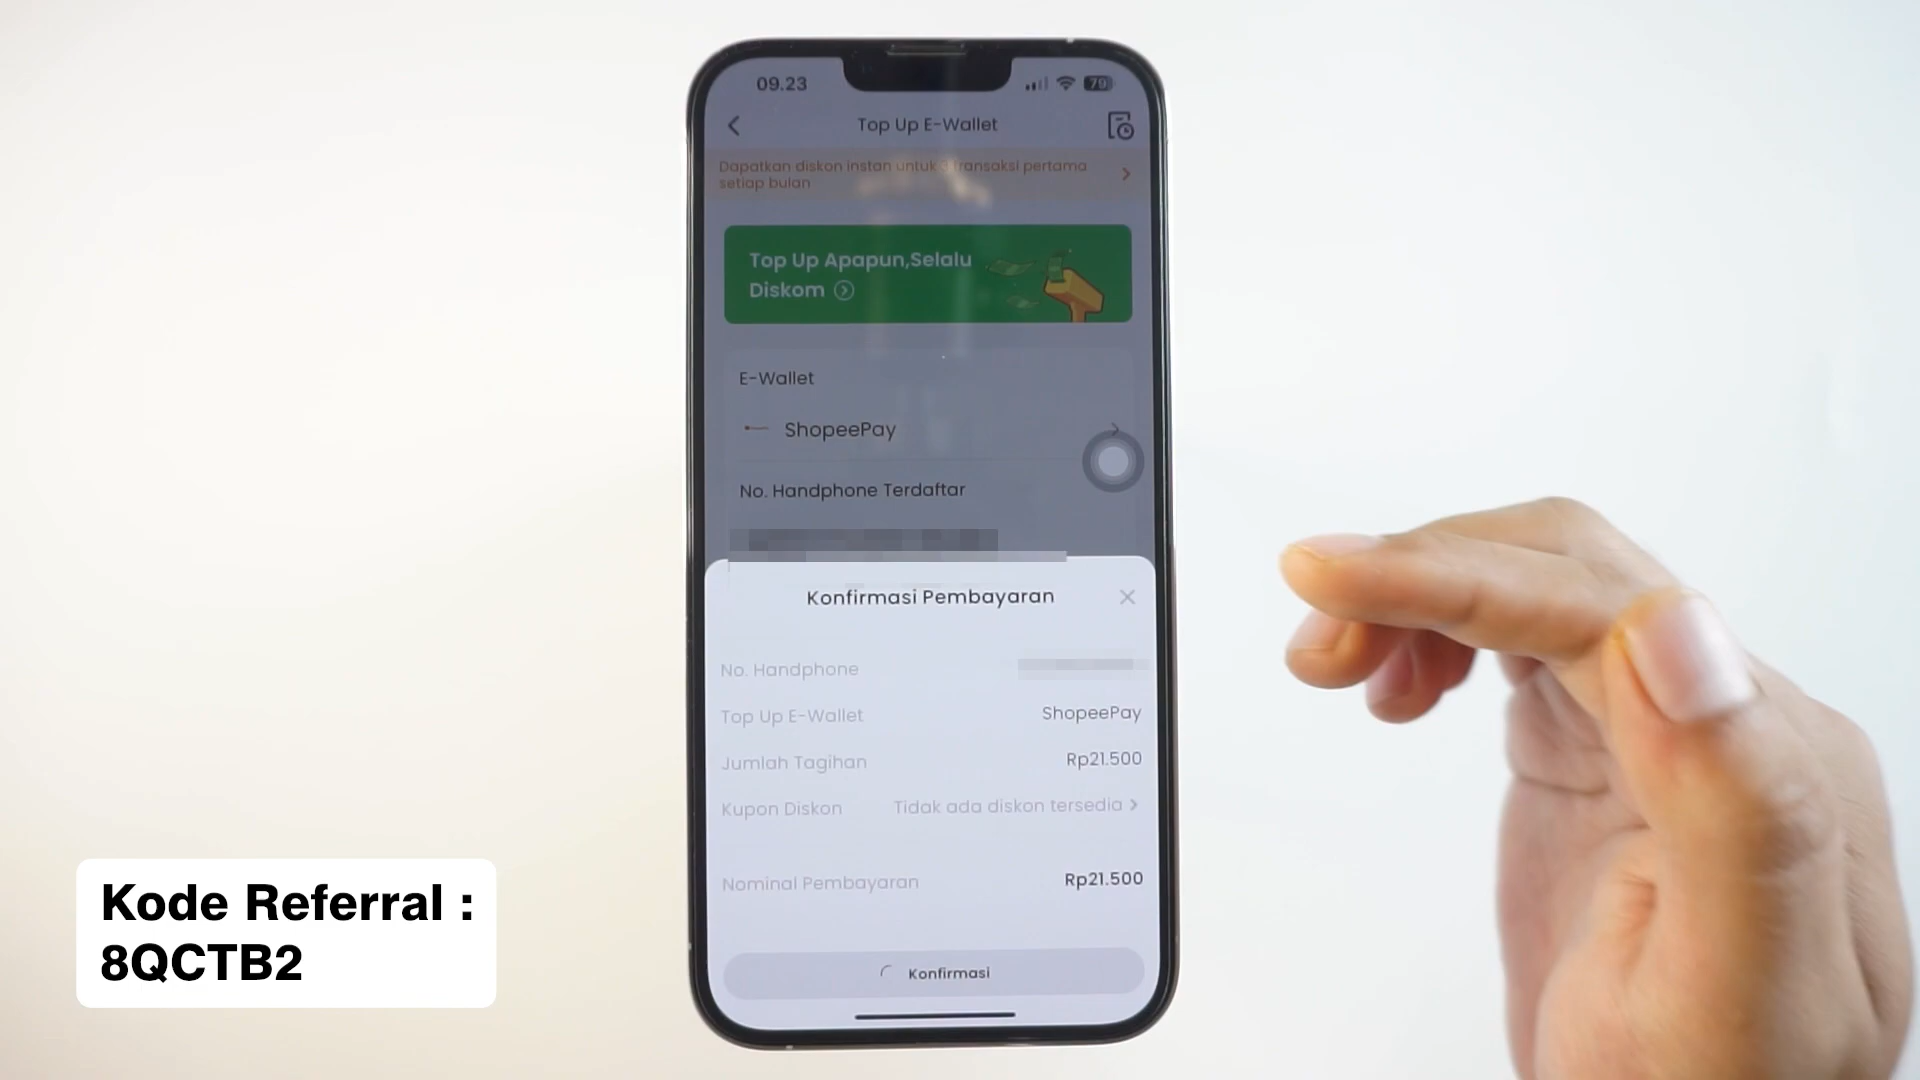 09.23
79
Top Up E-Wallet
Dapatkan diskon instan untuk transaksi pertama
setiap bulan
Top Up Apapun,Selalu
Diskom
E-Wallet
ShopeePay
No. Handphone Terdaftar
Konfirmasi Pembayaran
No. Handphone
Top Up E-Wallet ShopeePay
Jumlah Tagihan Rp21.500
Kupon Diskon Tidak ada diskon tersedia
Nominal Pembayaran Rp21.500
Konfirmasi
Kode Referral :
8QCTB2